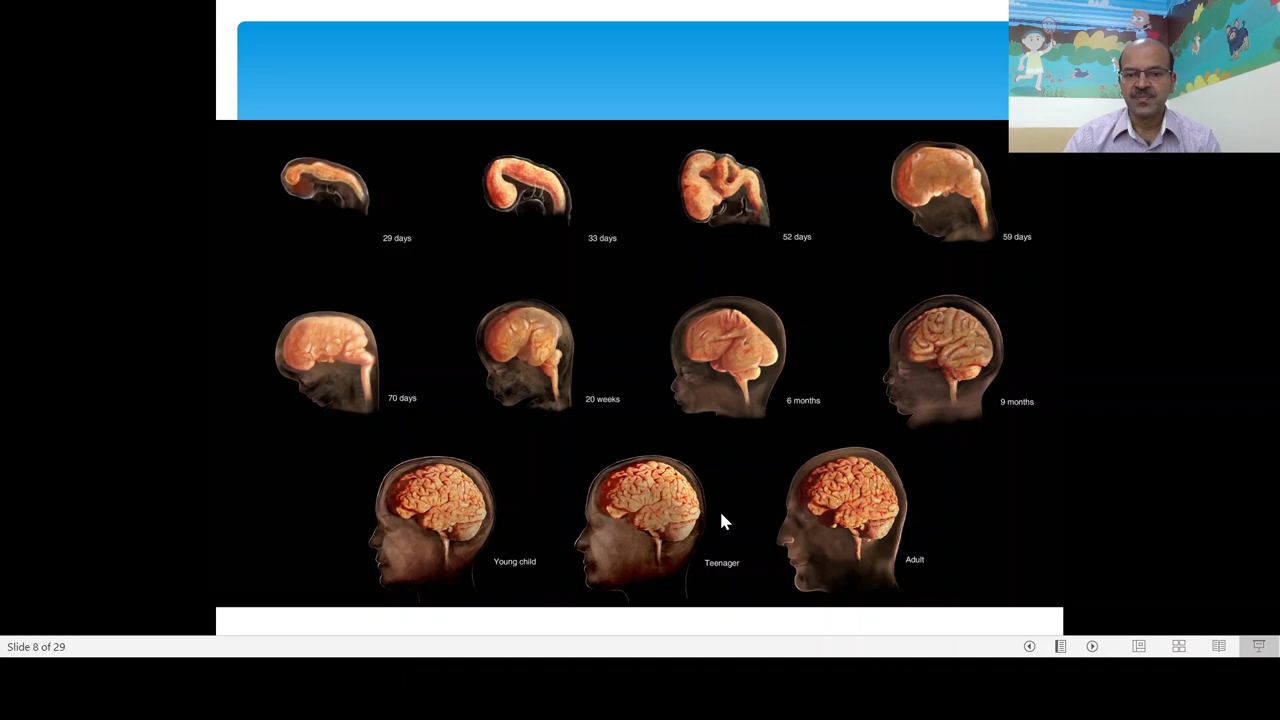 29 days
33 days
52 days
59 days
70 days
20 weeks
6 months
9 months
Young child
Teenager
Adult
Slide 8 of 29